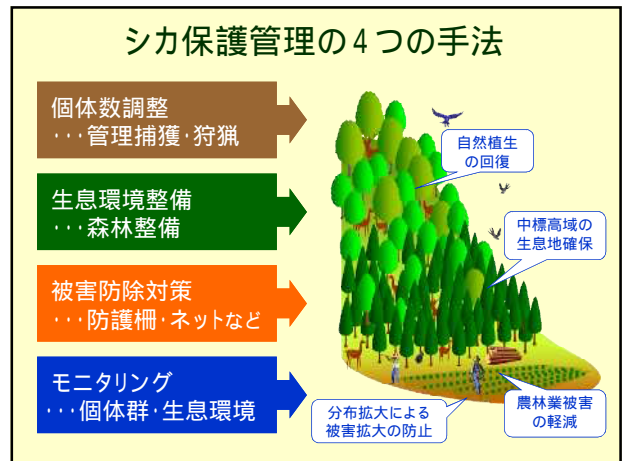 シカ保護管理の4つの手法
個体数調整
･･･管理捕獲･狩猟
生息環境整備
･･･森林整備
被害防除対策
･･･防護柵･ネットなど
モニタリング
･･･個体群･生息環境
自然植生
の回復
中標高域の
生息地確保
農林業被害
の軽減
分布拡大による
被害拡大の防止